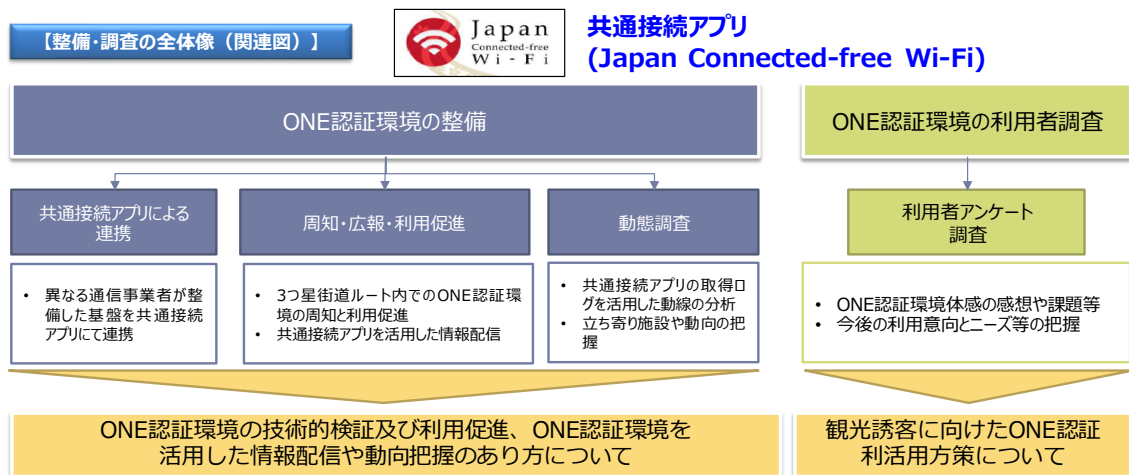 【整備・調査の全体像（関連図）】
Japan
Connected-free
Wi-Fi
共通接続アプリ
(Japan Connected-free Wi-Fi)
ONE認証環境の整備
ONE認証環境の利用者調査
共通接続アプリによる
連携
周知・広報・利用促進
動態調査
利用者アンケート
調査
• 異なる通信事業者が整
備した基盤を共通接続
アプリにて連携
• 3つ星街道ルート内でのONE認証環
境の周知と利用促進
• 共通接続アプリを活用した情報配信
• 共通接続アプリの取得ロ
グを活用した動線の分析
• 立ち寄り施設や動向の把
握
• ONE認証環境体感の感想や課題等
• 今後の利用意向とニーズ等の把握
ONE認証環境の技術的検証及び利用促進、ONE認証環境を
活用した情報配信や動向把握のあり方について
観光誘客に向けたONE認証
利活用方策について